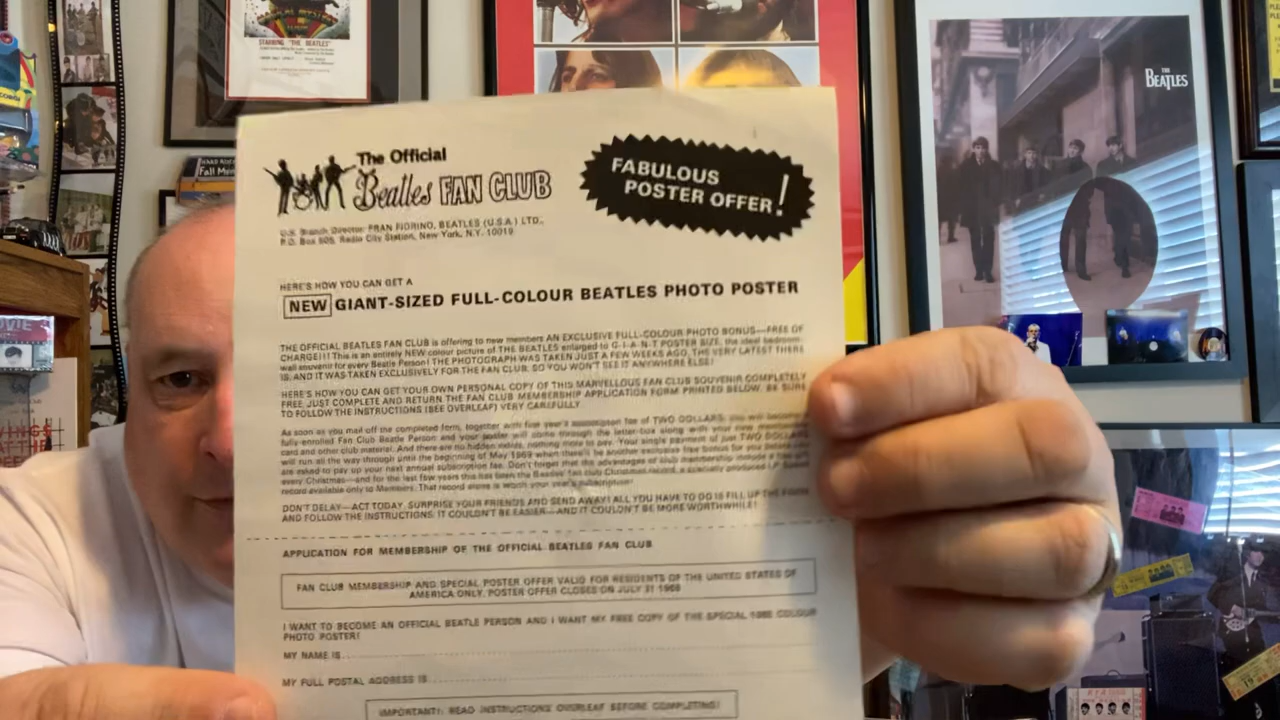 STARRING "THE BEATLES"
THE
BEATLES
The Official
Beatles FAN CLUB
FABULOUS
POSTER OFFER!
U.S. Branch Director: FRAN FIORINO, BEATLES (U.S.A.) LTD.,
P.O. Box 505, Radio City Station, New York, N.Y. 10019
HERE'S HOW YOU CAN GET A
NEW GIANT-SIZED FULL-COLOUR BEATLES PHOTO POSTER
THE OFFICIAL BEATLES FAN CLUB is offering to new members AN EXCLUSIVE FULL-COLOUR PHOTO BONUS—FREE OF
CHARGE!!! This is an entirely NEW colour picture of THE BEATLES enlarged to G-I-A-N-T POSTER SIZE, the ideal bedroom-
wall souvenir for every Beatle Person! THE PHOTOGRAPH WAS TAKEN JUST A FEW WEEKS AGO, THE VERY LATEST THERE
IS, AND IT WAS TAKEN EXCLUSIVELY FOR THE FAN CLUB, SO YOU WON'T SEE IT ANYWHERE ELSE!
HERE'S HOW YOU CAN GET YOUR OWN PERSONAL COPY OF THIS MARVELLOUS FAN CLUB SOUVENIR COMPLETELY
FREE. JUST COMPLETE AND RETURN THE FAN CLUB MEMBERSHIP APPLICATION FORM PRINTED BELOW. BE SURE
TO FOLLOW THE INSTRUCTIONS (SEE OVERLEAF) VERY CAREFULLY.
As soon as you mail off the completed form, together with first year's subscription fee of TWO DOLLARS, you will become a
fully-enrolled Fan Club Beatle Person and your poster will come through the letter-box along with your new membership
card and other club material. And there are no hidden extras, nothing more to pay. Your single payment of just TWO DOLLARS
will run all the way through until the beginning of May 1969 when there'll be another exclusive free bonus for you when you
are asked to pay up your next annual subscription fee. Don't forget that the advantages of club membership include a free gift
every Christmas—and for the last few years this has been the Beatles' fan club Christmas record, a specially produced LP
record available only to Members. That record alone is worth your year's subscription!
DON'T DELAY—ACT TODAY. SURPRISE YOUR FRIENDS AND SEND AWAY! ALL YOU HAVE TO DO IS FILL UP THE FORM
AND FOLLOW THE INSTRUCTIONS. IT COULDN'T BE EASIER—AND IT COULDN'T BE MORE WORTHWHILE!
APPLICATION FOR MEMBERSHIP OF THE OFFICIAL BEATLES FAN CLUB
FAN CLUB MEMBERSHIP AND SPECIAL POSTER OFFER VALID FOR RESIDENTS OF THE UNITED STATES OF
AMERICA ONLY. POSTER OFFER CLOSES ON JULY 31 1968
I WANT TO BECOME AN OFFICIAL BEATLE PERSON AND I WANT MY FREE COPY OF THE SPECIAL 1968 COLOUR
PHOTO POSTER!
MY NAME IS
MY FULL POSTAL ADDRESS IS
IMPORTANT!: READ INSTRUCTIONS OVERLEAF BEFORE COMPLETING!